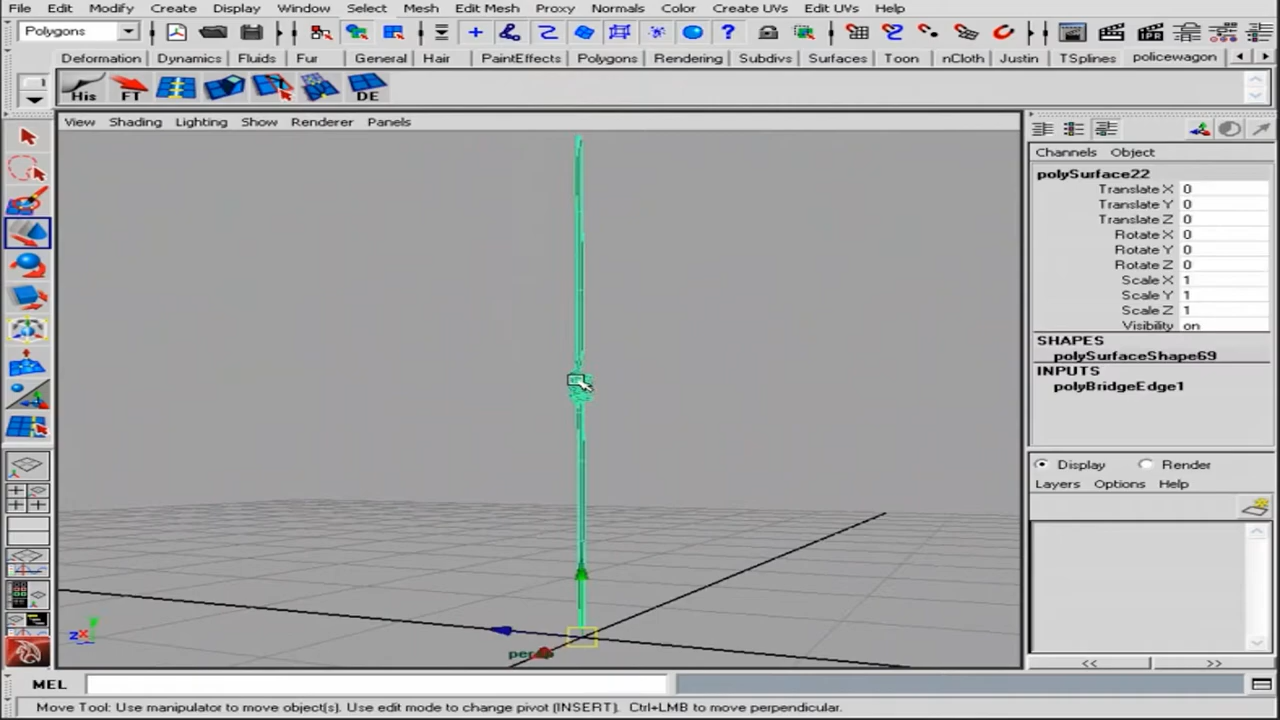 File Edit Modify Create Display Window Select Mesh Edit Mesh Proxy Normals Color Create UVs Edit UVs Help
Polygons
Deformation Dynamics Fluids Fur General Hair PaintEffects Polygons Rendering Subdivs Surfaces Toon nCloth Justin TSplines policewagon
His FT DE
View Shading Lighting Show Renderer Panels
Channels Object
polySurface22
Translate X 0
Translate Y 0
Translate Z 0
Rotate X 0
Rotate Y 0
Rotate Z 0
Scale X 1
Scale Y 1
Scale Z 1
Visibility on
SHAPES
polySurfaceShape69
INPUTS
polyBridgeEdge1
Display Render
Layers Options Help
z x
<< >>
MEL
Move Tool: Use manipulator to move object(s). Use edit mode to change pivot (INSERT). Ctrl+LMB to move perpendicular.